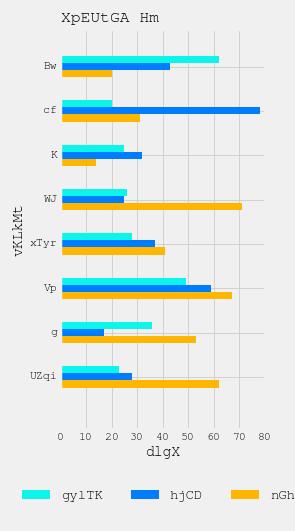 XpEUtGA Hm
Bw
cf
K
WJ
xTyr
Vp
g
UZqi
vKLkMt
0 10 20 30 40 50 60 70 80
dlgX
gylTK hjCD nGh